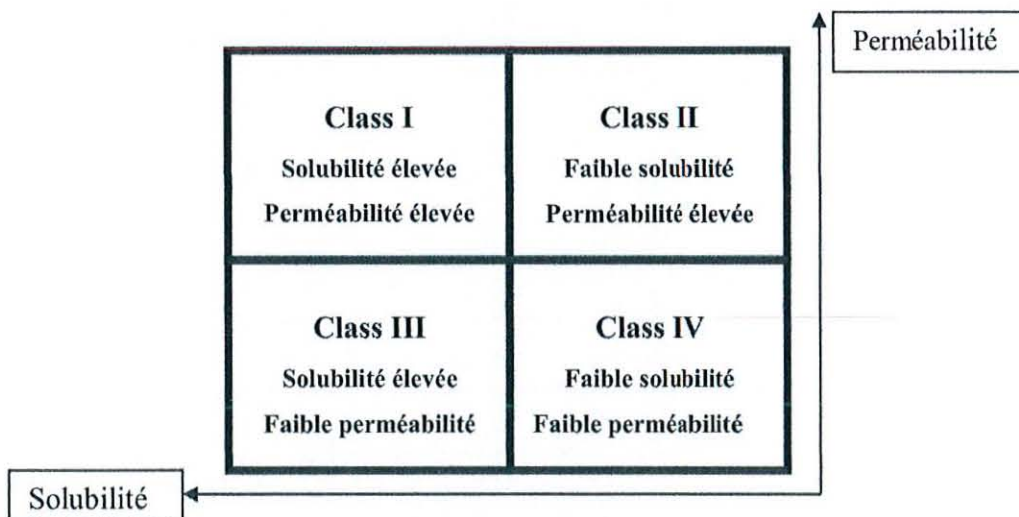 Perméabilité
Class I
Solubilité élevée
Perméabilité élevée
Class II
Faible solubilité
Perméabilité élevée
Class III
Solubilité élevée
Faible perméabilité
Class IV
Faible solubilité
Faible perméabilité
Solubilité